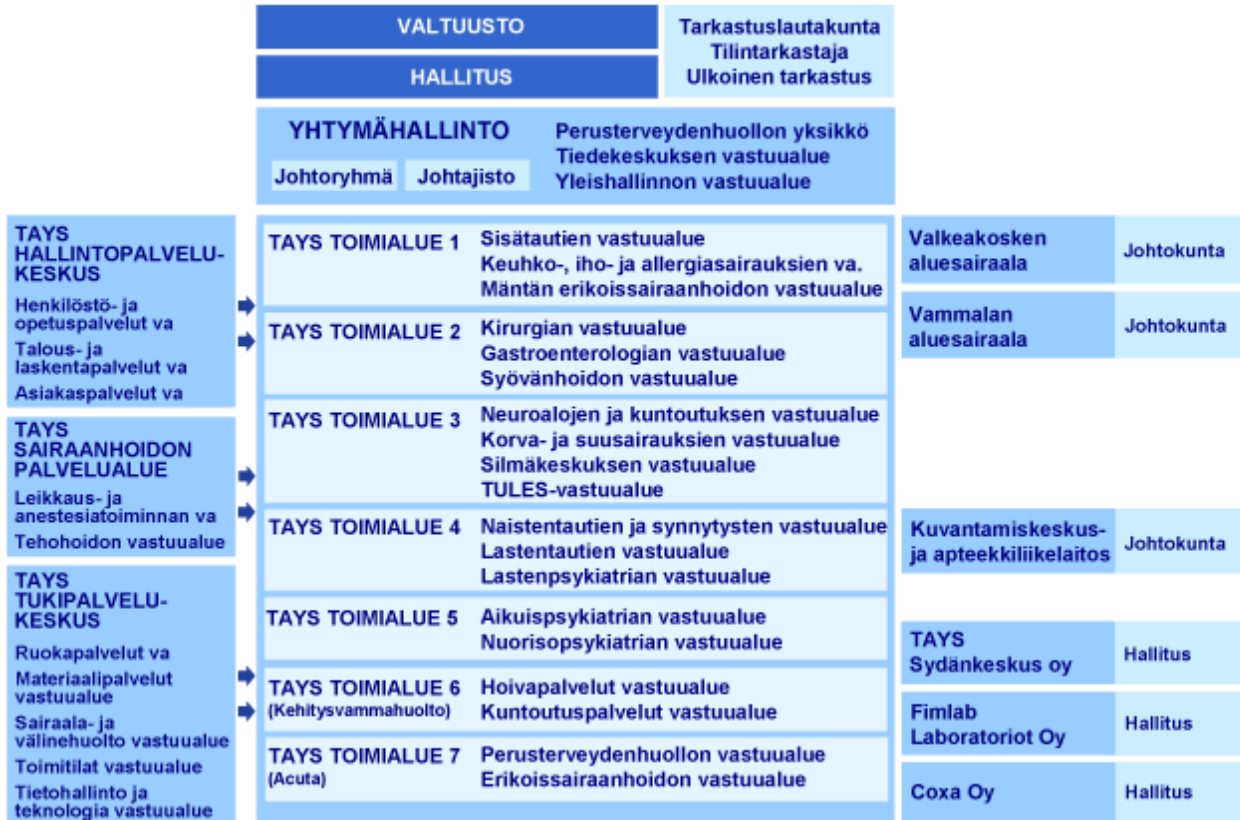 VALTUUSTO
HALLITUS
Tarkastuslautakunta
Tilintarkastaja
Ulkoinen tarkastus
YHTYMÄHALLINTO
Johtoryhmä
Johtajisto
Perusterveydenhuollon yksikkö
Tiedekeskuksen vastuualue
Yleishallinnon vastuualue
TAYS
HALLINTOPALVELU-
KESKUS
Henkilöstö- ja
opetuspalvelut va
Talous- ja
laskentapalvelut va
Asiakaspalvelut va
TAYS
SAIRAANHOIDON
PALVELUALUE
Leikkaus- ja
anestesiatoiminnan va
Tehohoidon vastuualue
TAYS
TUKIPALVELU-
KESKUS
Ruokapalvelut va
Materiaalipalvelut
vastuualue
Sairaala- ja
välinehuolto vastuualue
Toimitilat vastuualue
Tietohallinto ja
teknologia vastuualue
TAYS TOIMIALUE 1
Sisätautien vastuualue
Keuhko-, iho- ja allergiasairauksien va.
Mäntän erikoissairaanhoidon vastuualue
TAYS TOIMIALUE 2
Kirurgian vastuualue
Gastroenterologian vastuualue
Syövänhoidon vastuualue
TAYS TOIMIALUE 3
Neuroalojen ja kuntoutuksen vastuualue
Korva- ja suusairauksien vastuualue
Silmäkeskuksen vastuualue
TULES-vastuualue
TAYS TOIMIALUE 4
Naistentautien ja synnytysten vastuualue
Lastentautien vastuualue
Lastenpsykiatrian vastuualue
TAYS TOIMIALUE 5
Aikuispsykiatrian vastuualue
Nuorisopsykiatrian vastuualue
TAYS TOIMIALUE 6
(Kehitysvammahuolto)
Hoivapalvelut vastuualue
Kuntoutuspalvelut vastuualue
TAYS TOIMIALUE 7
(Acuta)
Perusterveydenhuollon vastuualue
Erikoissairaanhoidon vastuualue
Valkeakosken
aluesairaala
Johtokunta
Vammalan
aluesairaala
Johtokunta
Kuvantamiskeskus-
ja apteekkiliikelaitos
Johtokunta
TAYS
Sydänkeskus oy
Hallitus
Fimlab
Laboratoriot Oy
Hallitus
Coxa Oy
Hallitus